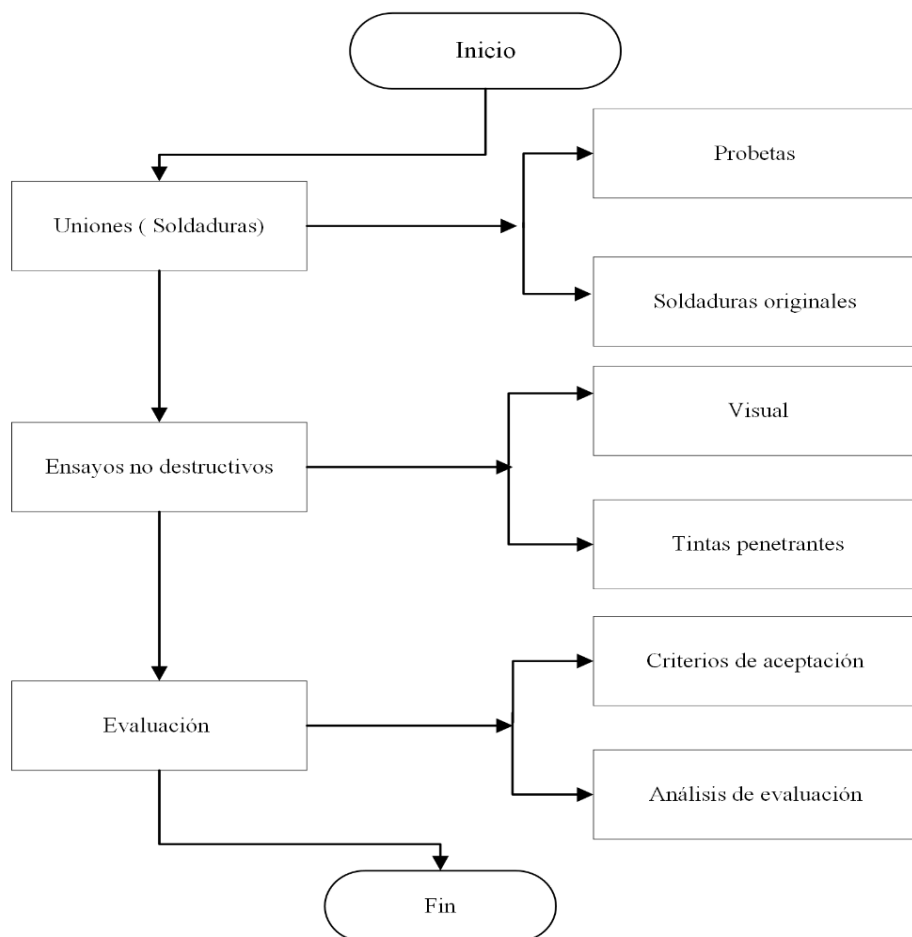 Inicio
Probetas
Uniones ( Soldaduras)
Soldaduras originales
Visual
Ensayos no destructivos
Tintas penetrantes
Criterios de aceptación
Evaluación
Análisis de evaluación
Fin